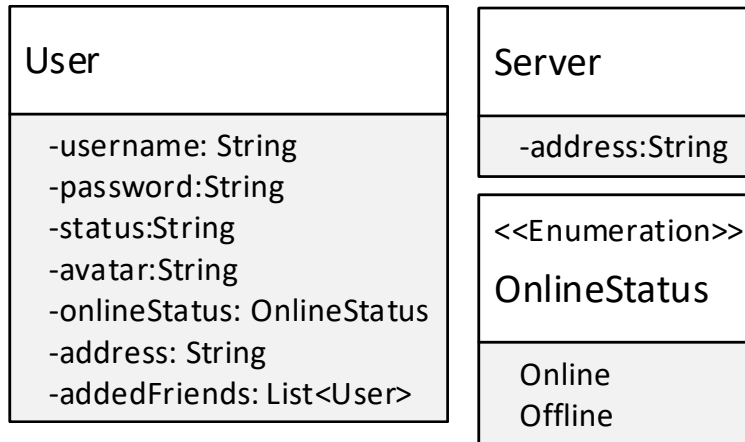 User
-username: String
-password:String
-status:String
-avatar:String
-onlineStatus: OnlineStatus
-address: String
-addedFriends: List<User>
Server
-address:String
<<Enumeration>>
OnlineStatus
Online
Offline